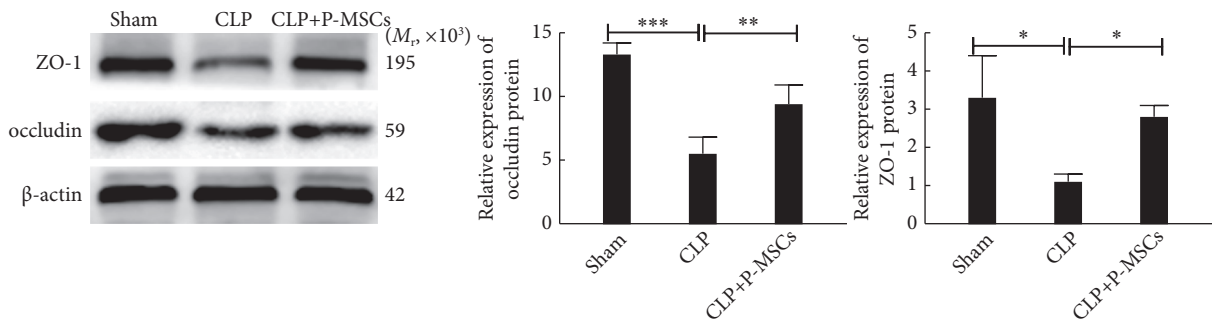 Sham CLP CLP+P-MSCs
(Mr, ×10³)
ZO-1 195
occludin 59
β-actin 42
Relative expression of
occludin protein
15
10
5
0
*** **
Sham
CLP
CLP+P-MSCs
Relative expression of
ZO-1 protein
5
4
3
2
1
0
* *
Sham
CLP
CLP+P-MSCs